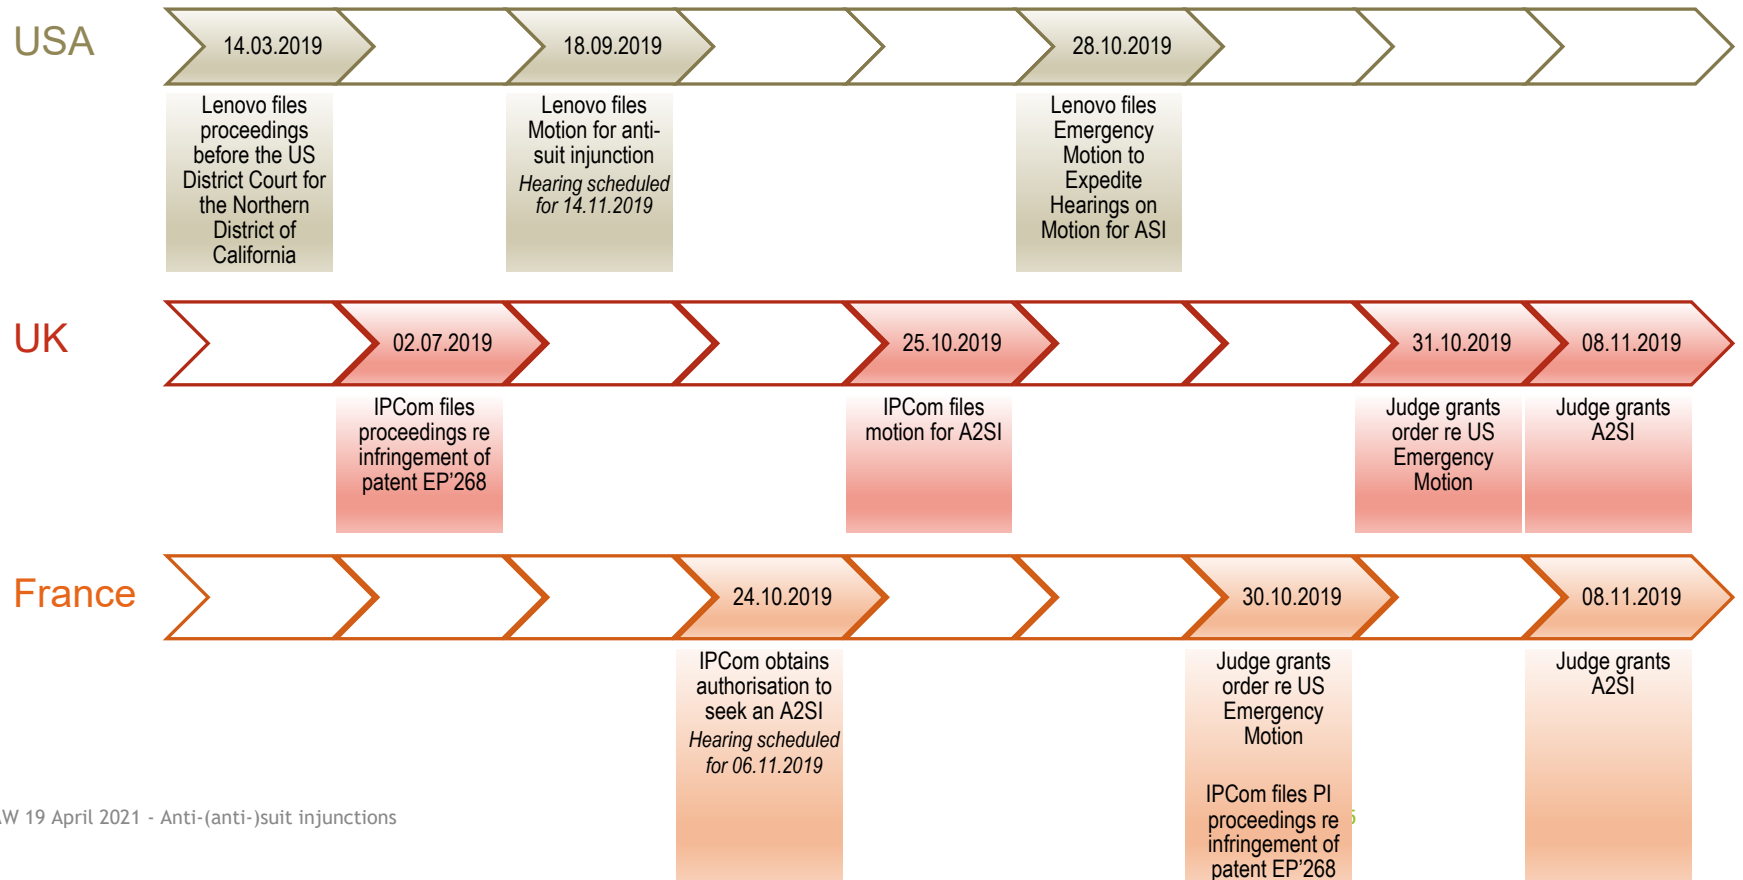 USA
14.03.2019
18.09.2019
28.10.2019
Lenovo files
proceedings
before the US
District Court for
the Northern
District of
California
Lenovo files
Motion for anti-
suit injunction
Hearing scheduled
for 14.11.2019
Lenovo files
Emergency
Motion to
Expedite
Hearings on
Motion for ASI
UK
02.07.2019
25.10.2019
31.10.2019
08.11.2019
IPCom files
proceedings re
infringement of
patent EP’268
IPCom files
motion for A2SI
Judge grants
order re US
Emergency
Motion
Judge grants
A2SI
France
24.10.2019
30.10.2019
08.11.2019
IPCom obtains
authorisation to
seek an A2SI
Hearing scheduled
for 06.11.2019
Judge grants
order re US
Emergency
Motion
IPCom files PI
proceedings re
infringement of
patent EP’268
Judge grants
A2SI
W 19 April 2021 - Anti-(anti-)suit injunctions